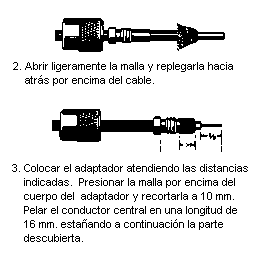 2. Abrir ligeramente la malla y replegarla hacia
atrás por encima del cable.
3. Colocar el adaptador atendiendo las distancias
indicadas. Presionar la malla por encima del
cuerpo del adaptador y recortarla a 10 mm.
Pelar el conductor central en una longitud de
16 mm. estañando a continuación la parte
descubierta.